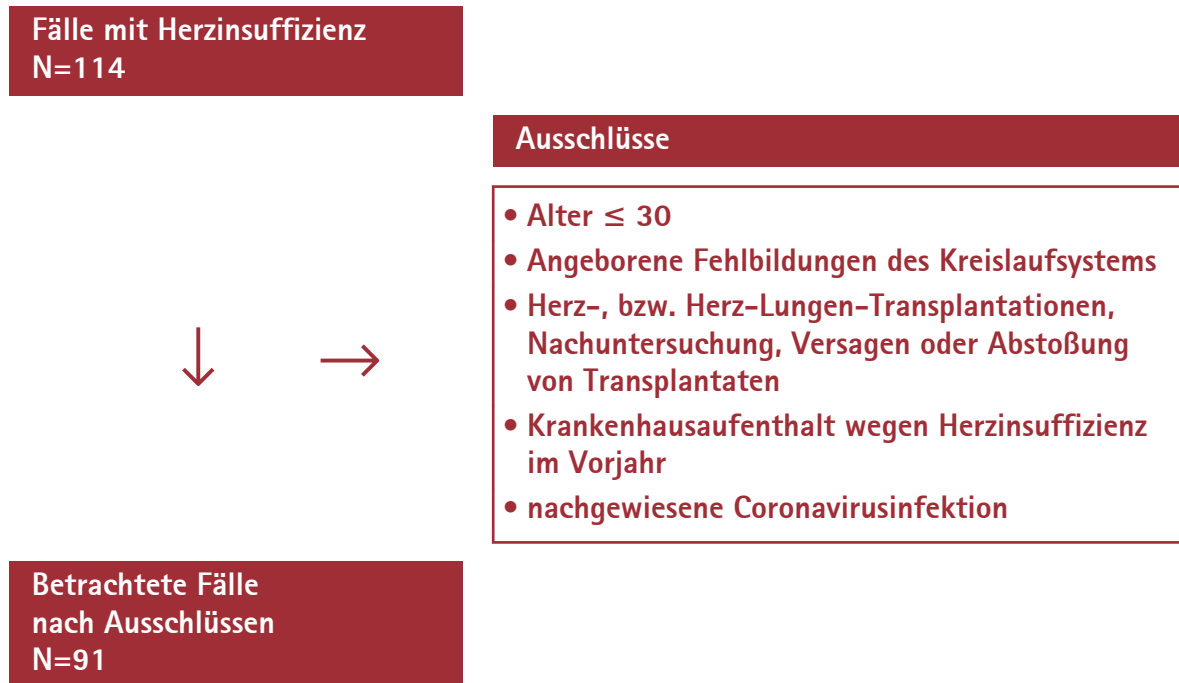 Fälle mit Herzinsuffizienz
N=114
Ausschlüsse
• Alter ≤ 30
• Angeborene Fehlbildungen des Kreislaufsystems
• Herz-, bzw. Herz-Lungen-Transplantationen,
Nachuntersuchung, Versagen oder Abstoßung
von Transplantaten
• Krankenhausaufenthalt wegen Herzinsuffizienz
im Vorjahr
• nachgewiesene Coronavirusinfektion
Betrachtete Fälle
nach Ausschlüssen
N=91